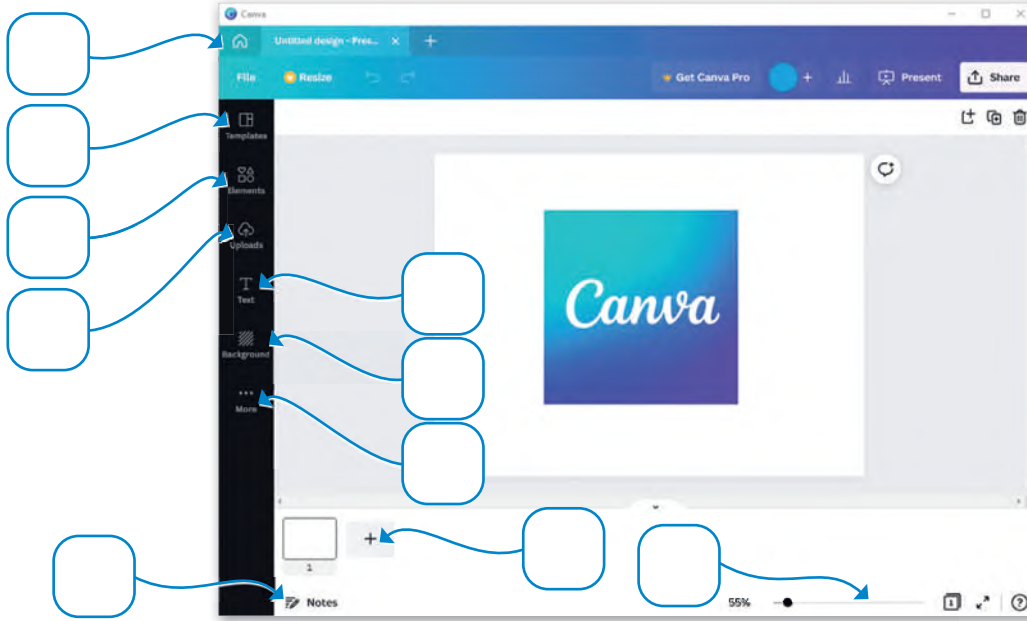 Canva
Untitled design - Pres...
File Resize Get Canva Pro Present Share
Templates
Elements
Uploads
Text
Background
More
Canva
1
Notes 55% 1